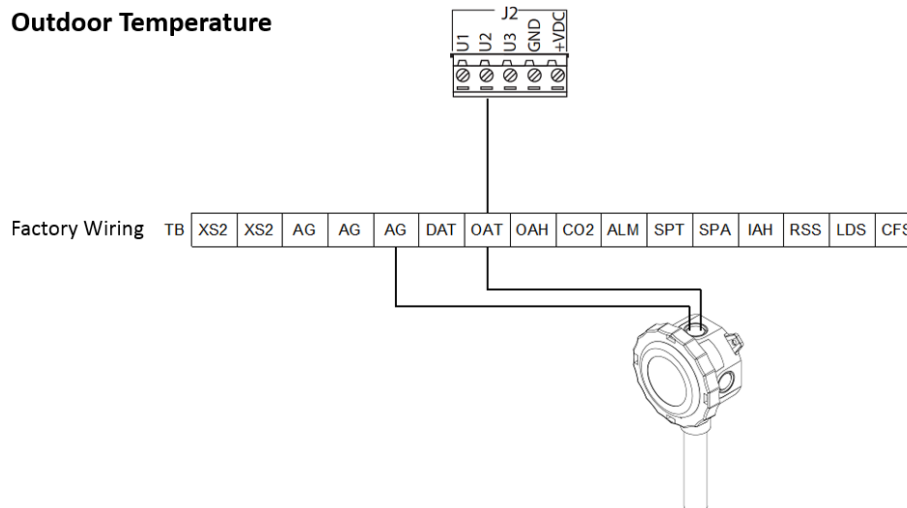 Outdoor Temperature
J2
U1 U2 U3 GND +VDC
Factory Wiring TB XS2 XS2 AG AG AG DAT OAT OAH CO2 ALM SPT SPA IAH RSS LDS CFS